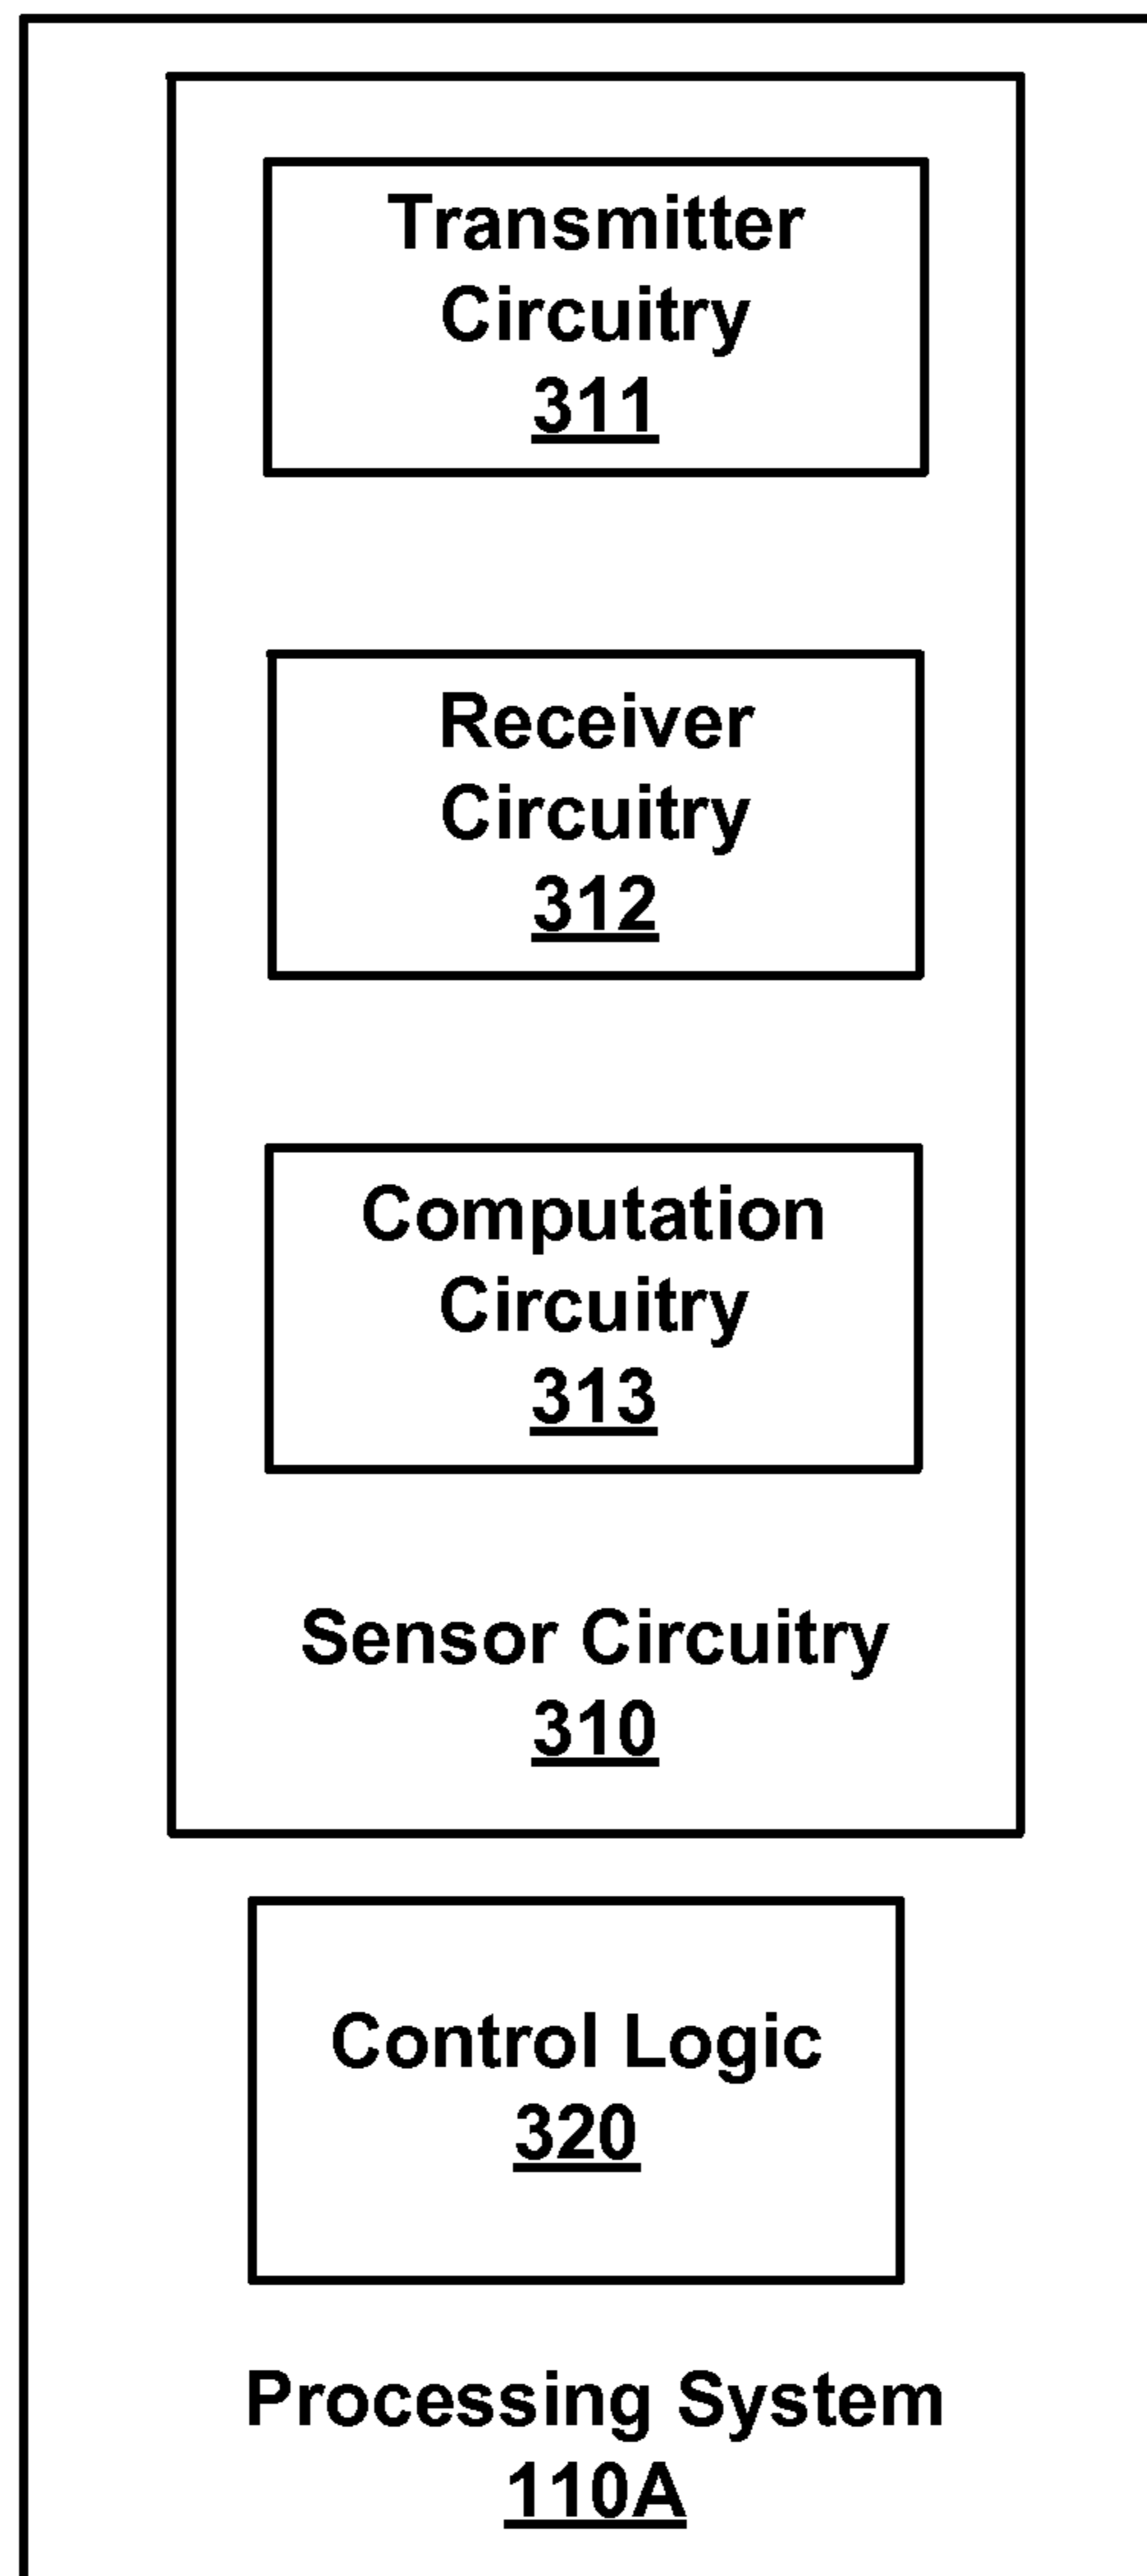 Transmitter
Circuitry
311
Receiver
Circuitry
312
Computation
Circuitry
313
Sensor Circuitry
310
Control Logic
320
Processing System
110A